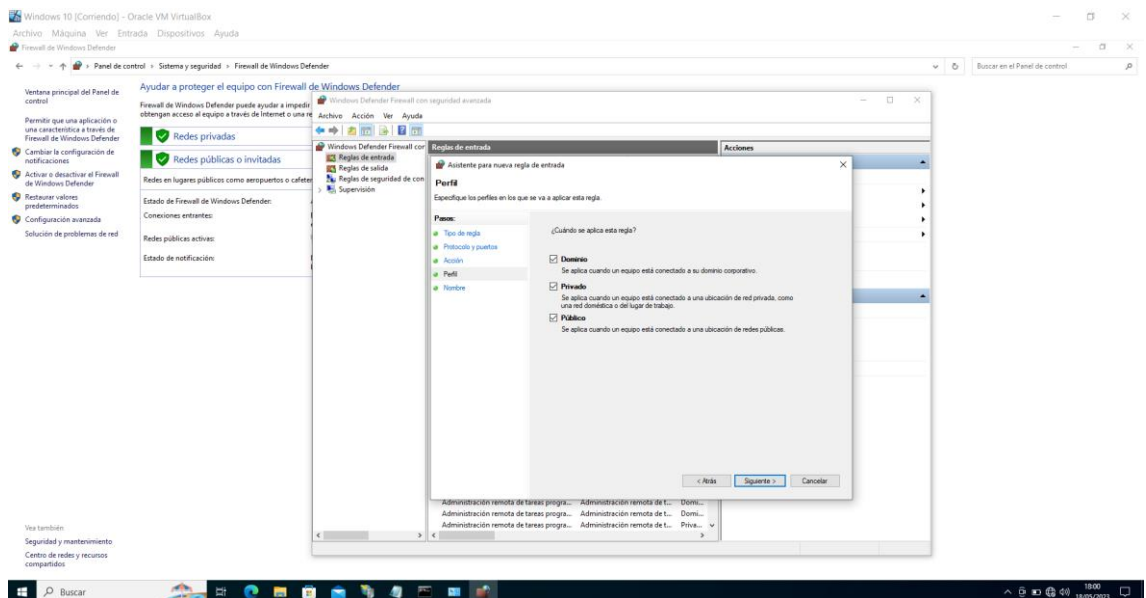 Windows 10 [Corriendo] - Oracle VM VirtualBox
Archivo Máquina Ver Entrada Dispositivos Ayuda
Firewall de Windows Defender
Panel de control > Sistema y seguridad > Firewall de Windows Defender
Buscar en el Panel de control
Ventana principal del Panel de
control
Permitir que una aplicación o
una característica a través de
Firewall de Windows Defender
Cambiar la configuración de
notificaciones
Activar o desactivar el Firewall
de Windows Defender
Restaurar valores
predeterminados
Configuración avanzada
Solución de problemas de red
Vea también
Seguridad y mantenimiento
Centro de redes y recursos
compartidos
Ayudar a proteger el equipo con Firewall de Windows Defender
Firewall de Windows Defender puede ayudar a impedir
obtengan acceso al equipo a través de Internet o una re
Redes privadas
Redes públicas o invitadas
Redes en lugares públicos como aeropuertos o cafeter
Estado de Firewall de Windows Defender:
Conexiones entrantes:
Redes públicas activas:
Estado de notificación:
Windows Defender Firewall con seguridad avanzada
Archivo Acción Ver Ayuda
Windows Defender Firewall cor
Reglas de entrada
Reglas de salida
Reglas de seguridad de con
Supervisión
Reglas de entrada
Acciones
Asistente para nueva regla de entrada
Perfil
Especifique los perfiles en los que se va a aplicar esta regla.
Pasos:
Tipo de regla
Protocolo y puertos
Acción
Perfil
Nombre
¿Cuándo se aplica esta regla?
Dominio
Se aplica cuando un equipo está conectado a su dominio corporativo.
Privado
Se aplica cuando un equipo está conectado a una ubicación de red privada, como
una red doméstica o del lugar de trabajo.
Público
Se aplica cuando un equipo está conectado a una ubicación de redes públicas.
< Atrás Siguiente > Cancelar
Administración remota de tareas progra... Administración remota de t... Domi...
Administración remota de tareas progra... Administración remota de t... Domi...
Administración remota de tareas progra... Administración remota de t... Priva...
Buscar
18:00
18/05/2023